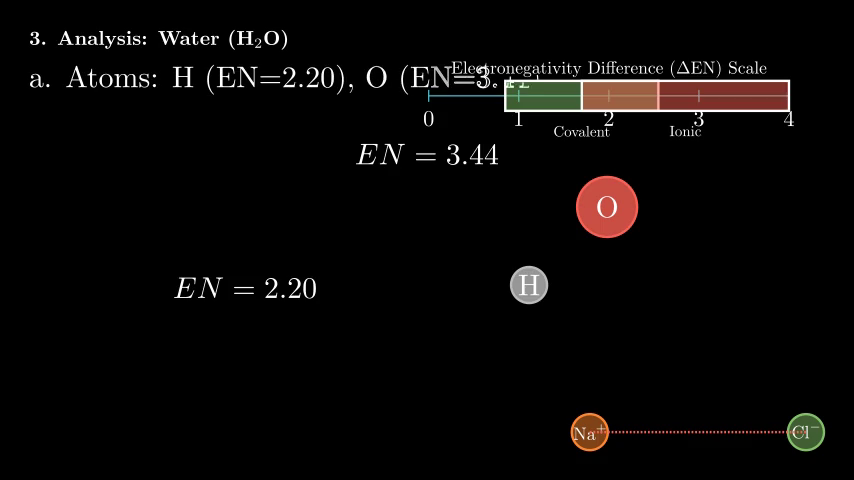 3. Analysis: Water (H₂O)
Electronegativity Difference (ΔEN) Scale
a. Atoms: H (EN=2.20), O (EN=3.44)
0 1 2 3 4
Covalent Ionic
EN = 3.44
O
H
EN = 2.20
Na⁺ Cl⁻